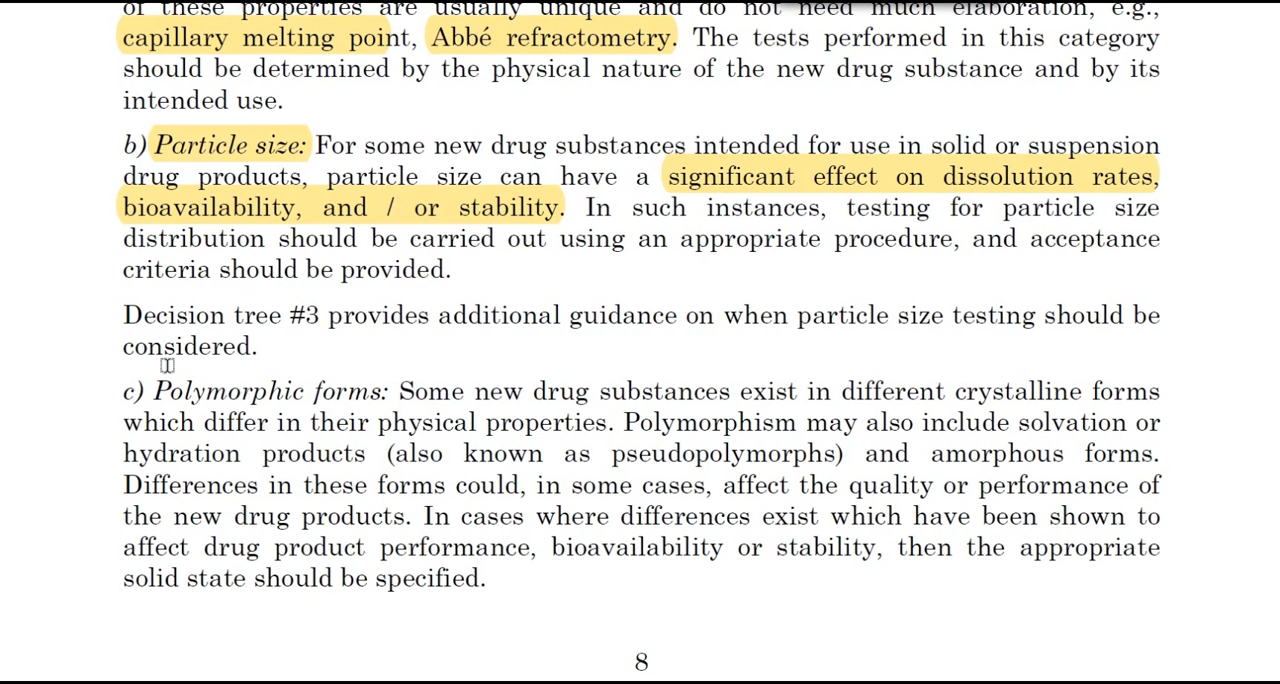 of these properties are usually unique and do not need much elaboration, e.g.,
capillary melting point, Abbé refractometry. The tests performed in this category
should be determined by the physical nature of the new drug substance and by its
intended use.
b) Particle size: For some new drug substances intended for use in solid or suspension
drug products, particle size can have a significant effect on dissolution rates,
bioavailability, and / or stability. In such instances, testing for particle size
distribution should be carried out using an appropriate procedure, and acceptance
criteria should be provided.
Decision tree #3 provides additional guidance on when particle size testing should be
considered.
c) Polymorphic forms: Some new drug substances exist in different crystalline forms
which differ in their physical properties. Polymorphism may also include solvation or
hydration products (also known as pseudopolymorphs) and amorphous forms.
Differences in these forms could, in some cases, affect the quality or performance of
the new drug products. In cases where differences exist which have been shown to
affect drug product performance, bioavailability or stability, then the appropriate
solid state should be specified.
8